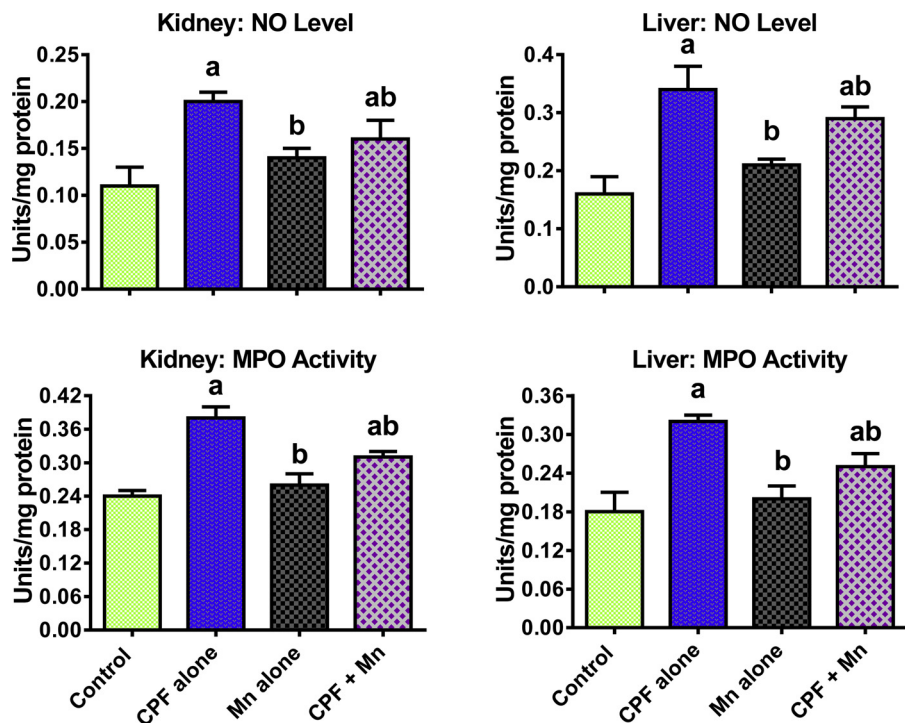 Kidney: NO Level
Units/mg protein
0.25
0.20
0.15
0.10
0.05
0.00
a
b
ab
Liver: NO Level
Units/mg protein
0.4
0.3
0.2
0.1
0.0
a
b
ab
Kidney: MPO Activity
Units/mg protein
0.42
0.36
0.30
0.24
0.18
0.12
0.06
0.00
a
b
ab
Control
CPF alone
Mn alone
CPF + Mn
Liver: MPO Activity
Units/mg protein
0.36
0.30
0.24
0.18
0.12
0.06
0.00
a
b
ab
Control
CPF alone
Mn alone
CPF + Mn